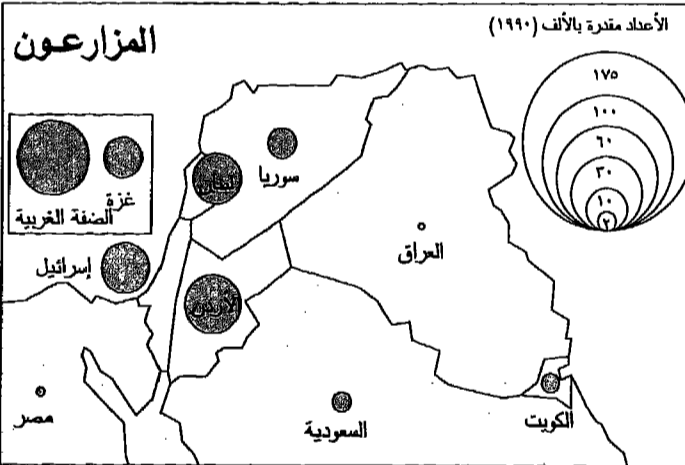 الأعداد مقدرة بالألف (١٩٩٠)
المزارعـون
١٧٥
١٠٠
٦٠
٣٠
١٠
٢
سوريا
لبنان
غزة
الضفة الغربية
العراق
إسرائيل
الأردن
مصر
السعودية
الكويت